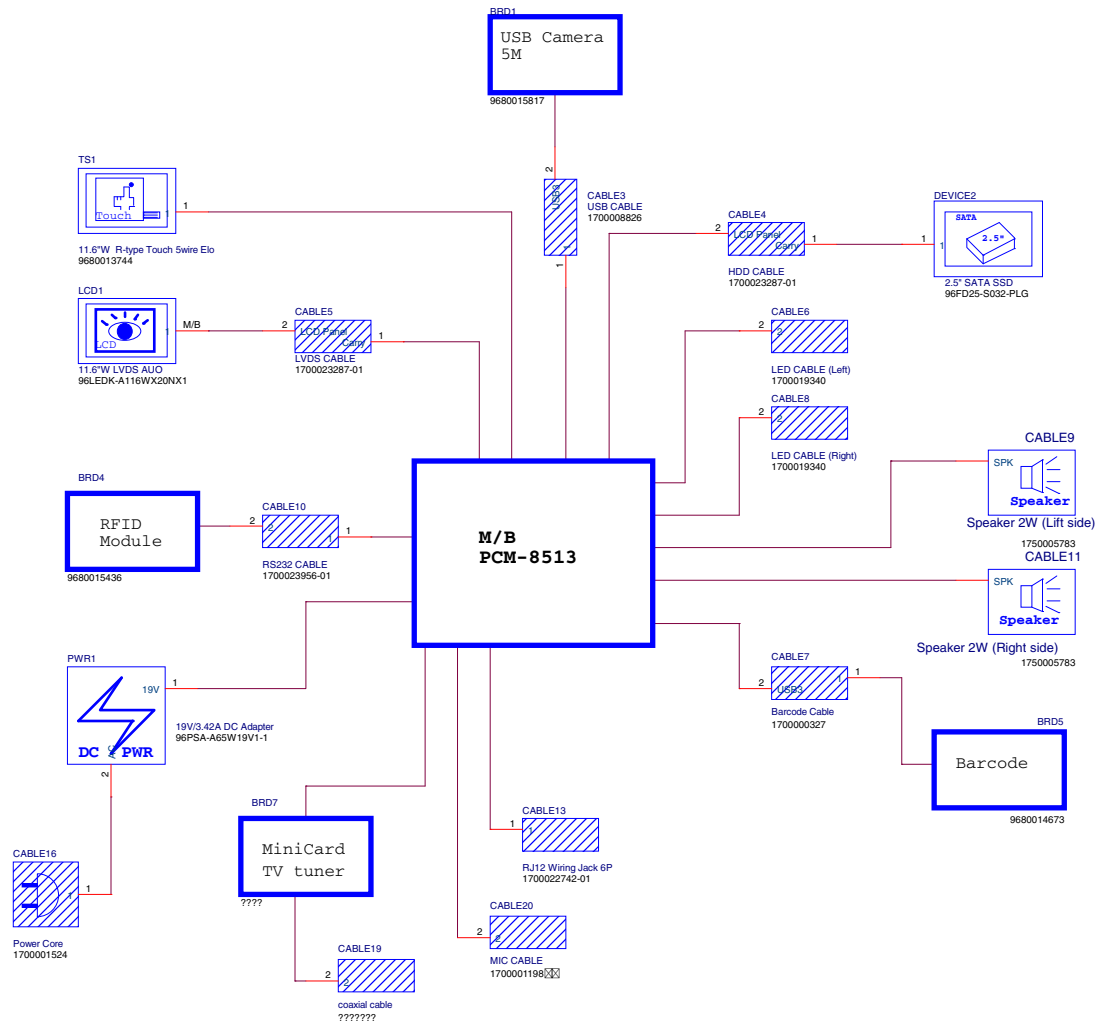 BRD1
USB Camera
5M
9680015817
2
USB3
1
1
CABLE3
USB CABLE
1700008826
TS1
Touch
1
1
11.6"W R-type Touch 5wire Elo
9680013744
LCD1
LCD
1
M/B
11.6"W LVDS AUO
96LEDK-A116WX20NX1
CABLE5
2
LCD Panel
Carry
1
LVDS CABLE
1700023287-01
CABLE4
2
LCD Panel
Carry
1
HDD CABLE
1700023287-01
DEVICE2
1
1
SATA
2.5"
2.5" SATA SSD
96FD25-S032-PLG
CABLE6
2
2
LED CABLE (Left)
1700019340
CABLE8
2
2
LED CABLE (Right)
1700019340
CABLE9
SPK
Speaker
Speaker 2W (Lift side)
1750005783
CABLE11
SPK
Speaker
Speaker 2W (Right side)
1750005783
BRD4
RFID
Module
9680015436
CABLE10
2
2
1
1
RS232 CABLE
1700023956-01
M/B
PCM-8513
PWR1
19V
1
DC
AC
PWR
2
19V/3.42A DC Adapter
96PSA-A65W19V1-1
CABLE7
2
USB3
1
1
Barcode Cable
1700000327
BRD5
Barcode
9680014673
BRD7
MiniCard
TV tuner
????
CABLE13
1
1
RJ12 Wiring Jack 6P
1700022742-01
CABLE16
1
1
Power Core
1700001524
CABLE20
2
2
MIC CABLE
1700001198
CABLE19
2
2
coaxial cable
???????